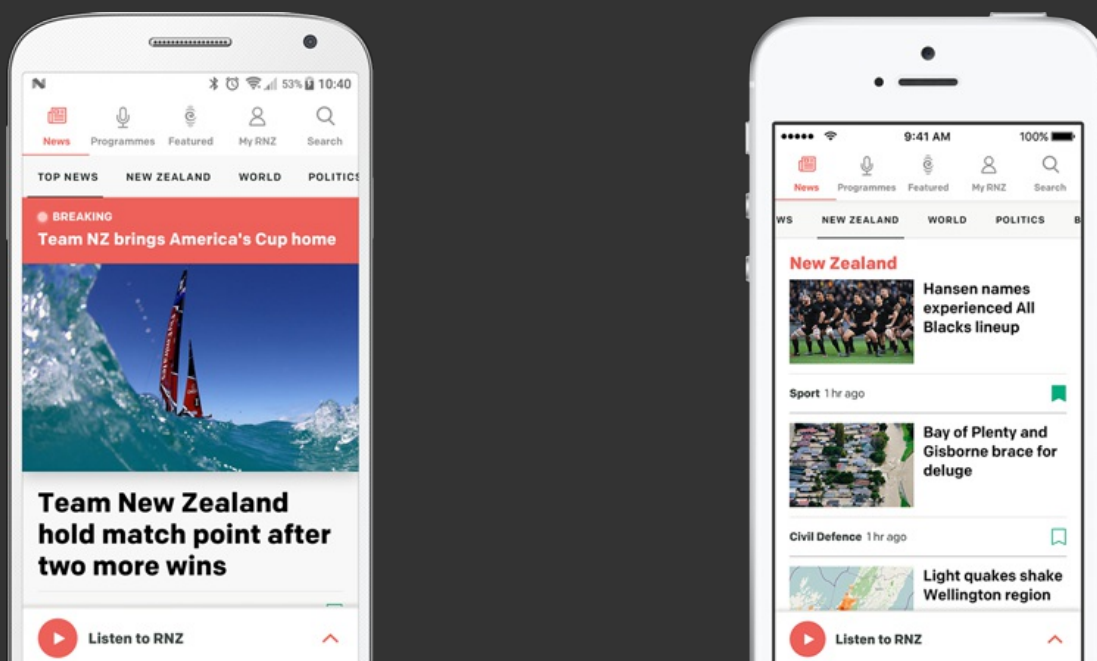 53% 10:40
News Programmes Featured My RNZ Search
TOP NEWS NEW ZEALAND WORLD POLITICS
BREAKING
Team NZ brings America's Cup home
Team New Zealand
hold match point after
two more wins
Listen to RNZ
9:41 AM 100%
News Programmes Featured My RNZ Search
WS NEW ZEALAND WORLD POLITICS B
New Zealand
Hansen names
experienced All
Blacks lineup
Sport 1 hr ago
Bay of Plenty and
Gisborne brace for
deluge
Civil Defence 1 hr ago
Light quakes shake
Wellington region
Listen to RNZ